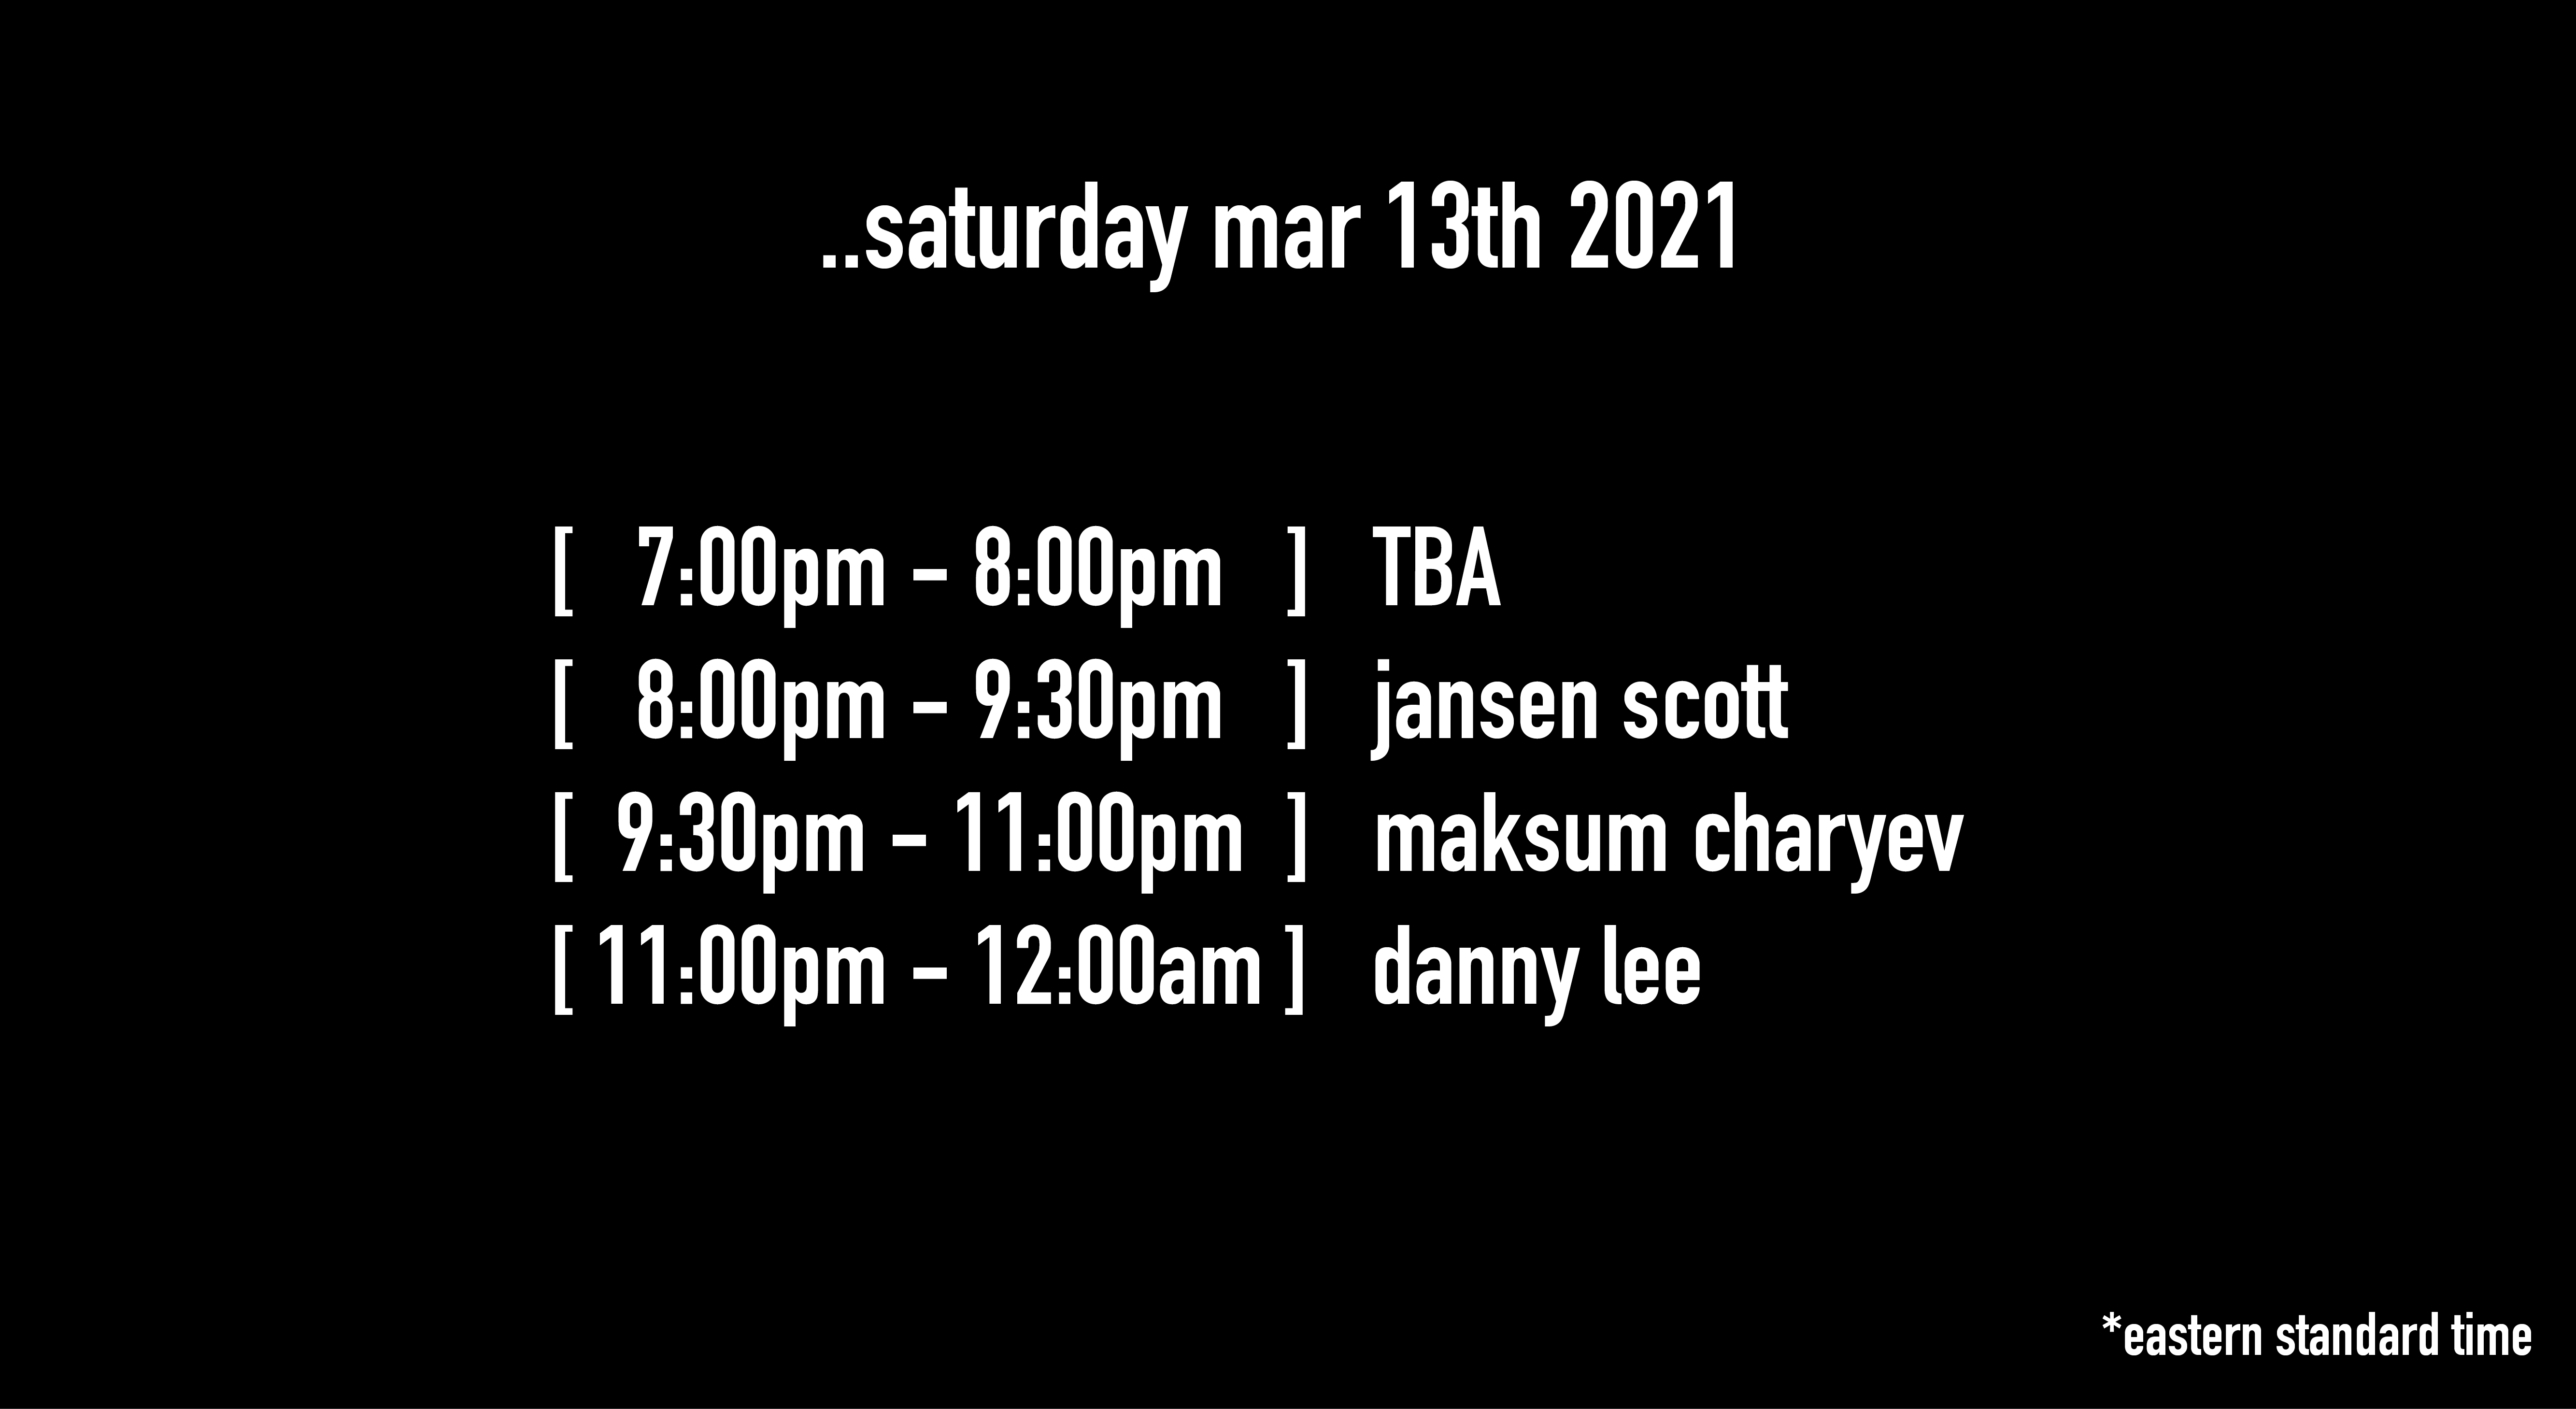 ..saturday mar 13th 2021
[ 7:00pm – 8:00pm ] TBA
[ 8:00pm – 9:30pm ] jansen scott
[ 9:30pm – 11:00pm ] maksum charyev
[ 11:00pm – 12:00am ] danny lee
*eastern standard time